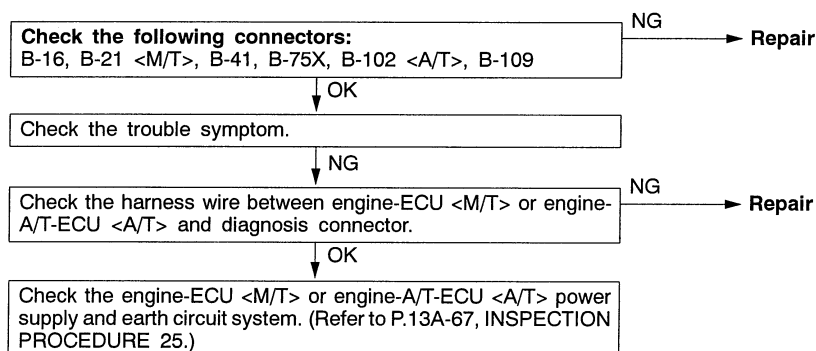 Check the following connectors:
B-16, B-21 <M/T>, B-41, B-75X, B-102 <A/T>, B-109
NG
Repair
OK
Check the trouble symptom.
NG
Check the harness wire between engine-ECU <M/T> or engine-
A/T-ECU <A/T> and diagnosis connector.
NG
Repair
OK
Check the engine-ECU <M/T> or engine-A/T-ECU <A/T> power
supply and earth circuit system. (Refer to P.13A-67, INSPECTION
PROCEDURE 25.)